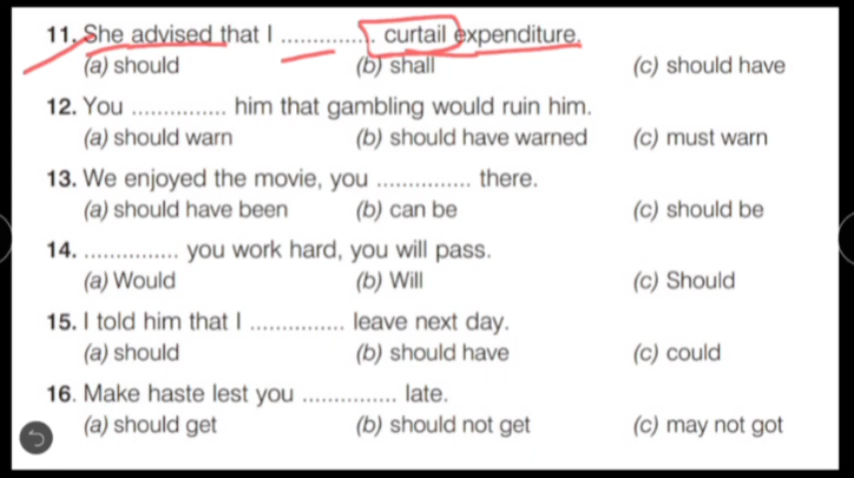 11. She advised that I ............... curtail expenditure.
(a) should (b) shall (c) should have
12. You ............... him that gambling would ruin him.
(a) should warn (b) should have warned (c) must warn
13. We enjoyed the movie, you ............... there.
(a) should have been (b) can be (c) should be
14. ............... you work hard, you will pass.
(a) Would (b) Will (c) Should
15. I told him that I ............... leave next day.
(a) should (b) should have (c) could
16. Make haste lest you ............... late.
(a) should get (b) should not get (c) may not got